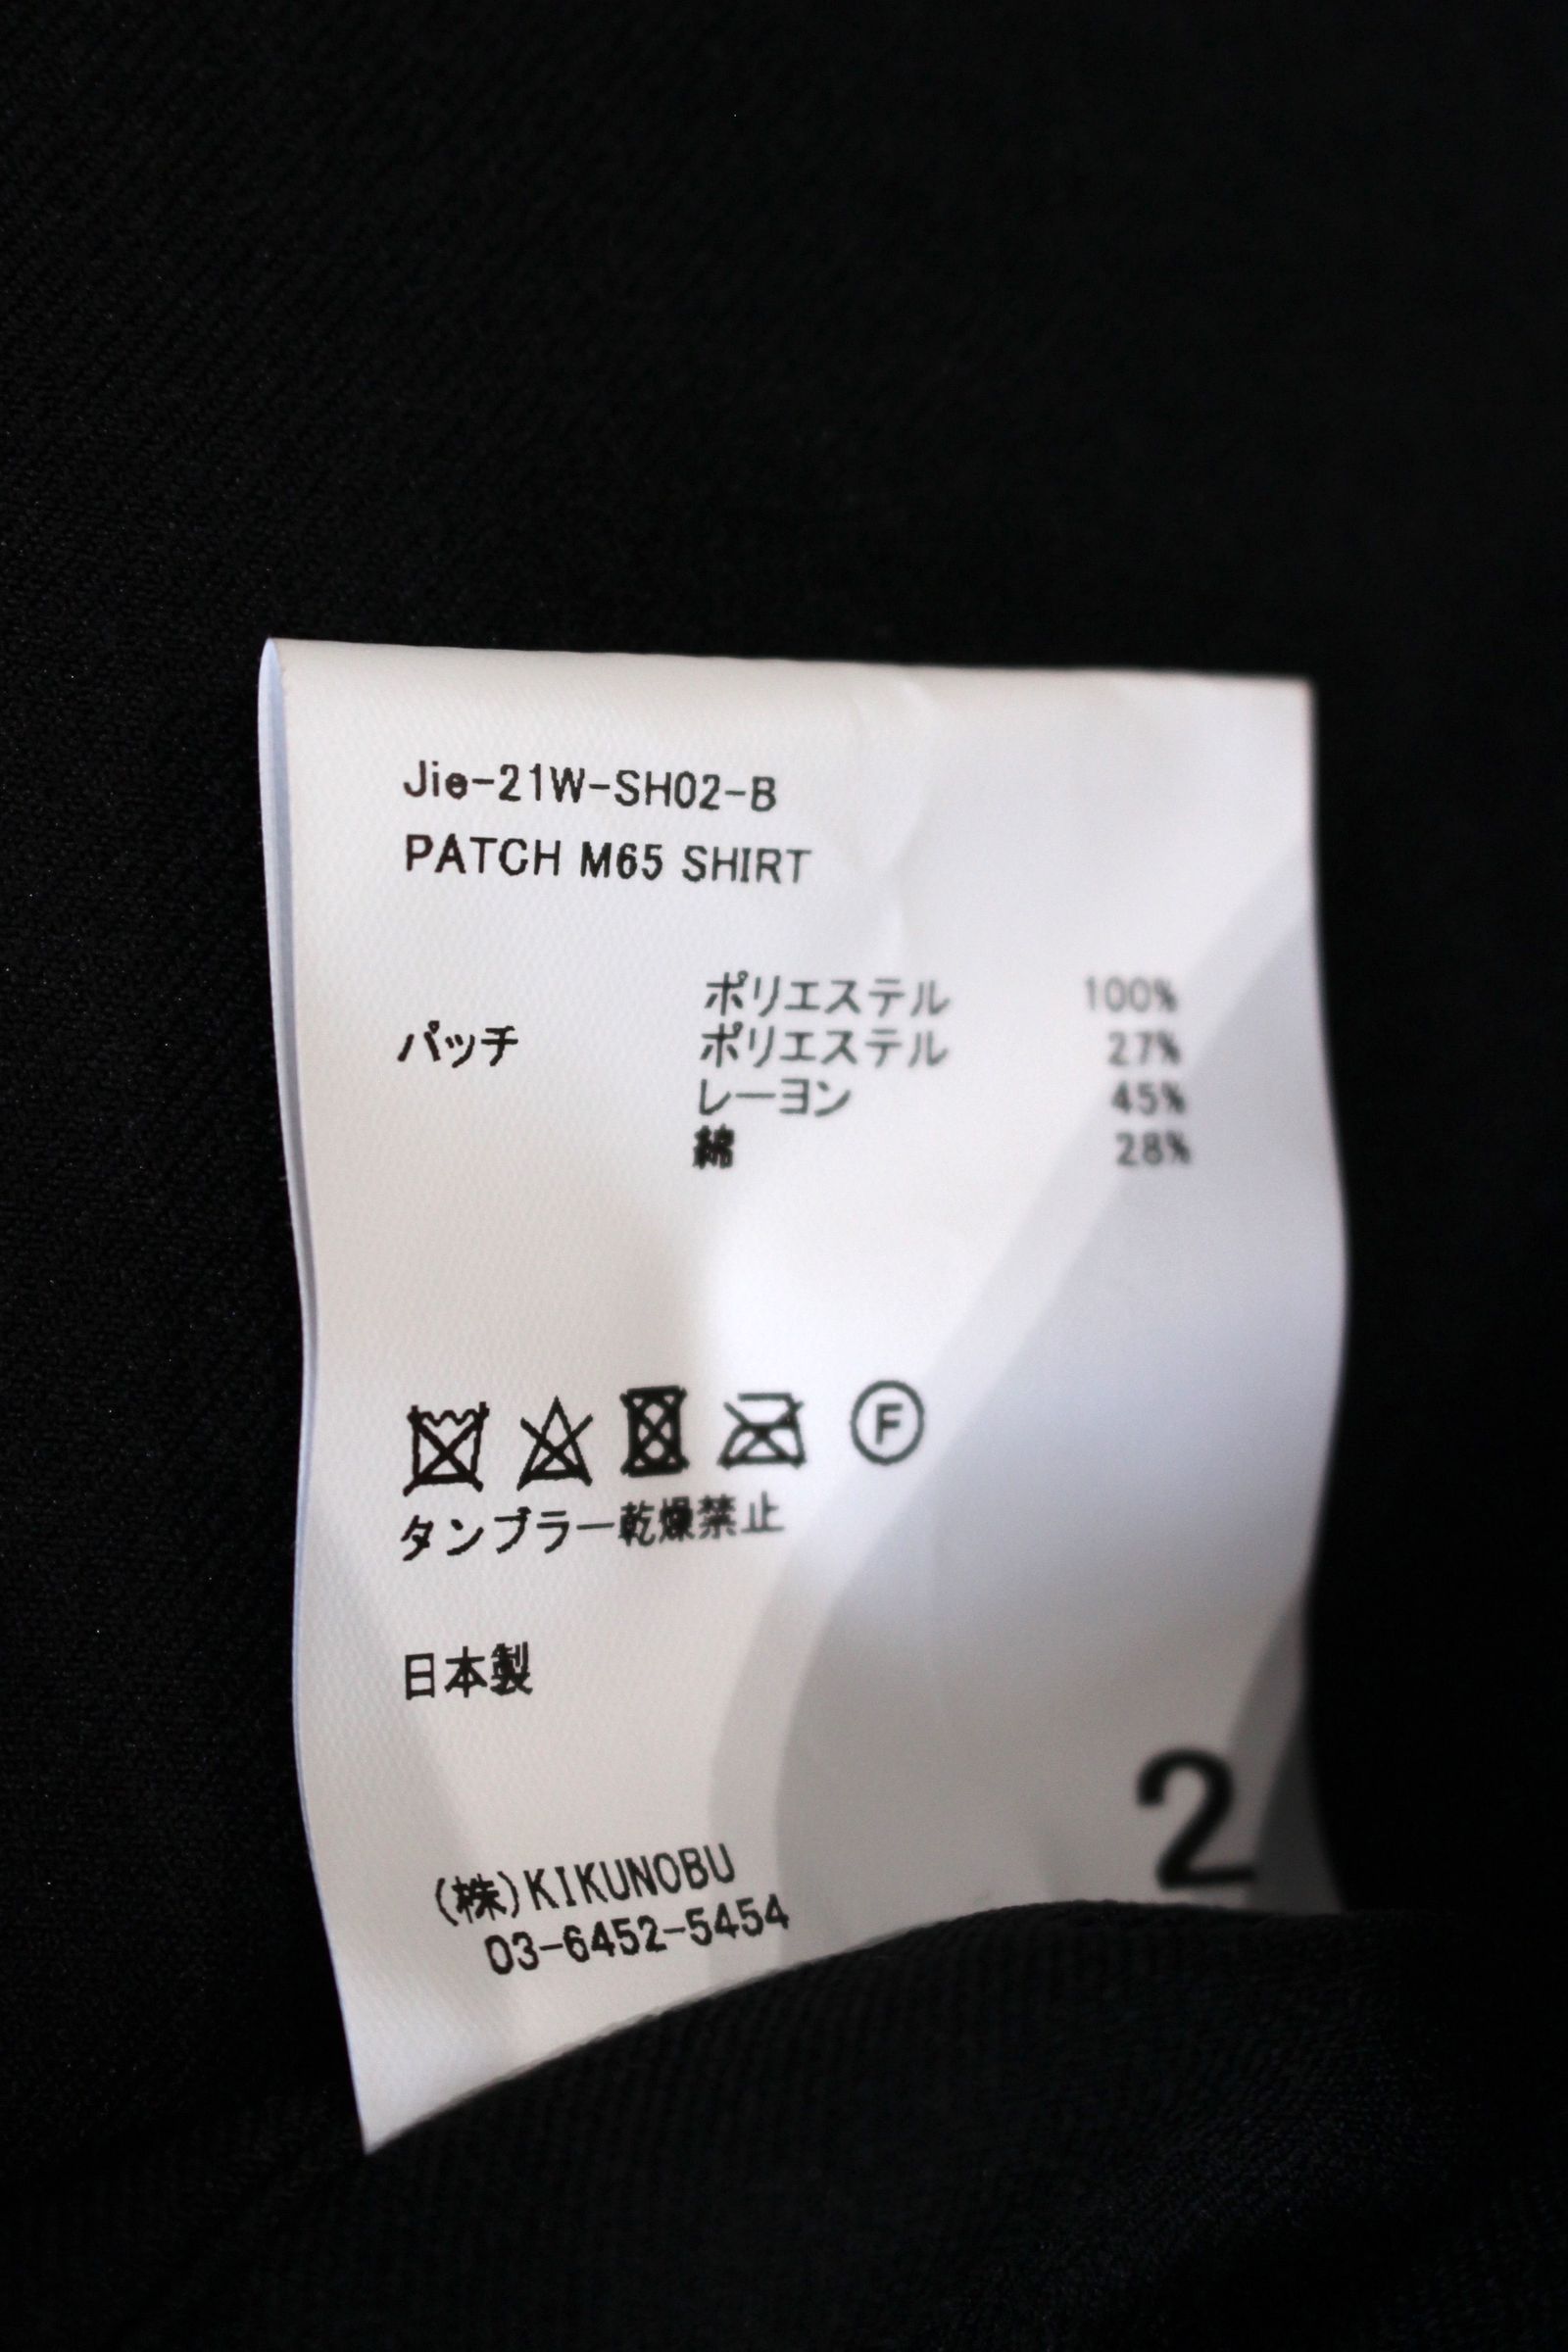 Jie-21W-SH02-B
PATCH M65 SHIRT
ポリエステル 100%
パッチ ポリエステル 27%
レーヨン 45%
綿 28%
F
タンブラー乾燥禁止
日本製
2
(株)KIKUNOBU
03-6452-5454